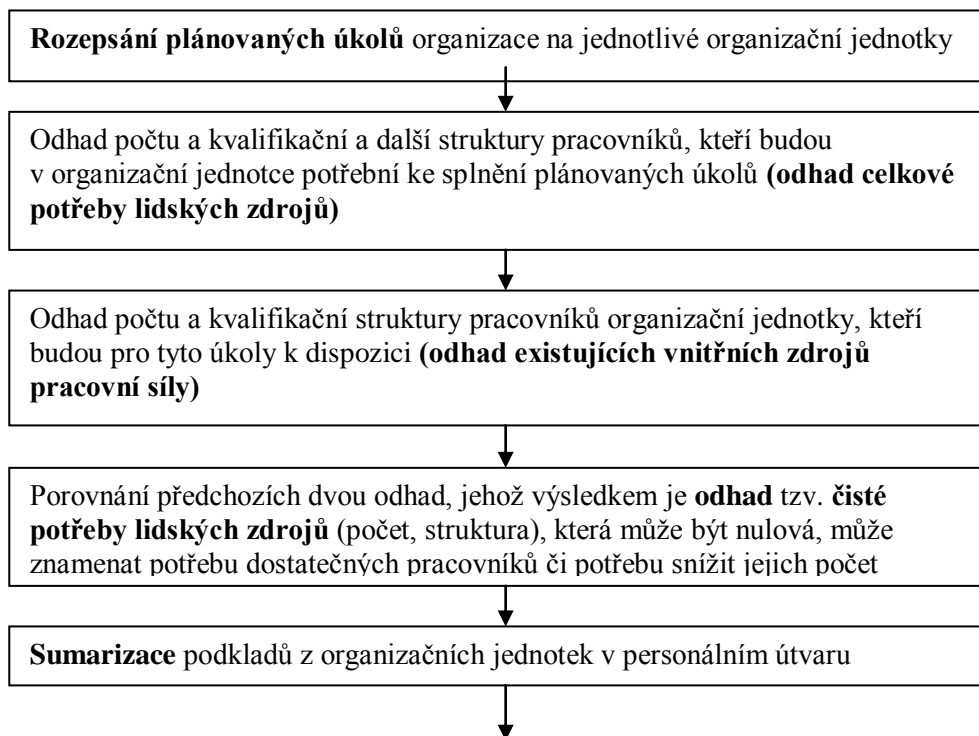 Rozepsání plánovaných úkolů organizace na jednotlivé organizační jednotky
Odhad počtu a kvalifikační a další struktury pracovníků, kteří budou
v organizační jednotce potřební ke splnění plánovaných úkolů (odhad celkové
potřeby lidských zdrojů)
Odhad počtu a kvalifikační struktury pracovníků organizační jednotky, kteří
budou pro tyto úkoly k dispozici (odhad existujících vnitřních zdrojů
pracovní síly)
Porovnání předchozích dvou odhad, jehož výsledkem je odhad tzv. čisté
potřeby lidských zdrojů (počet, struktura), která může být nulová, může
znamenat potřebu dostatečných pracovníků či potřebu snížit jejich počet
Sumarizace podkladů z organizačních jednotek v personálním útvaru